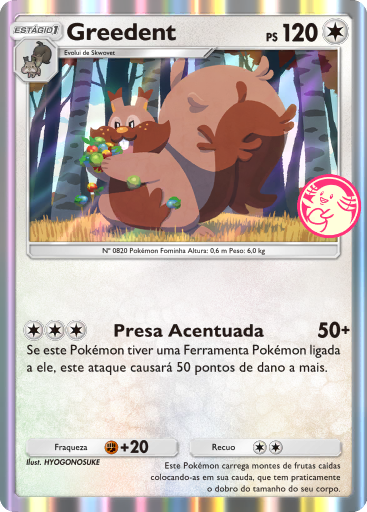 ESTÁGIO 1
Greedent
PS 120
Evolui de Skwovet
Nº 0820 Pokémon Fominha Altura: 0,6 m Peso: 6,0 kg
Presa Acentuada 50+
Se este Pokémon tiver uma Ferramenta Pokémon ligada
a ele, este ataque causará 50 pontos de dano a mais.
Fraqueza +20 Recuo
Ilust. HYOGONOSUKE
Este Pokémon carrega montes de frutas caídas
colocando-as em sua cauda, que tem praticamente
o dobro do tamanho do seu corpo.